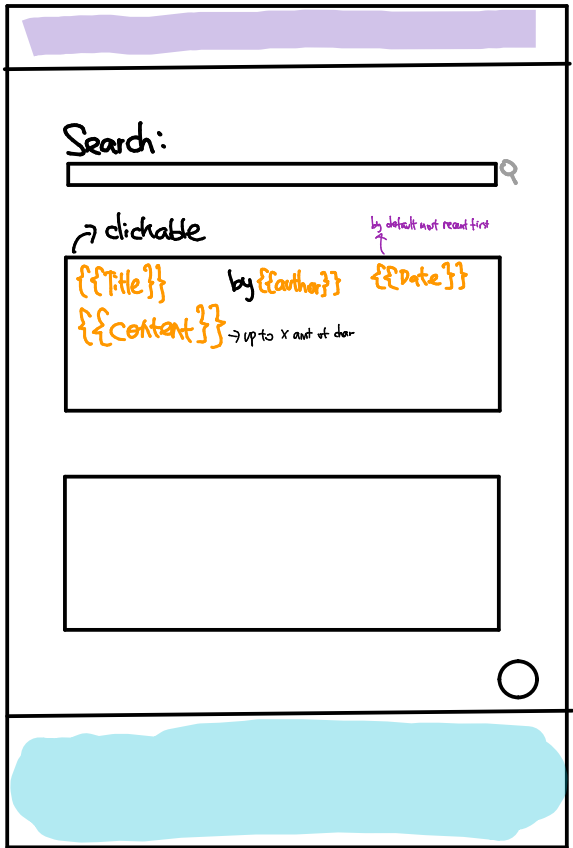 Search:
clickable
by default most recent first
{{Title}} by {{author}} {{Date}}
{{Content}} → up to x amt of char